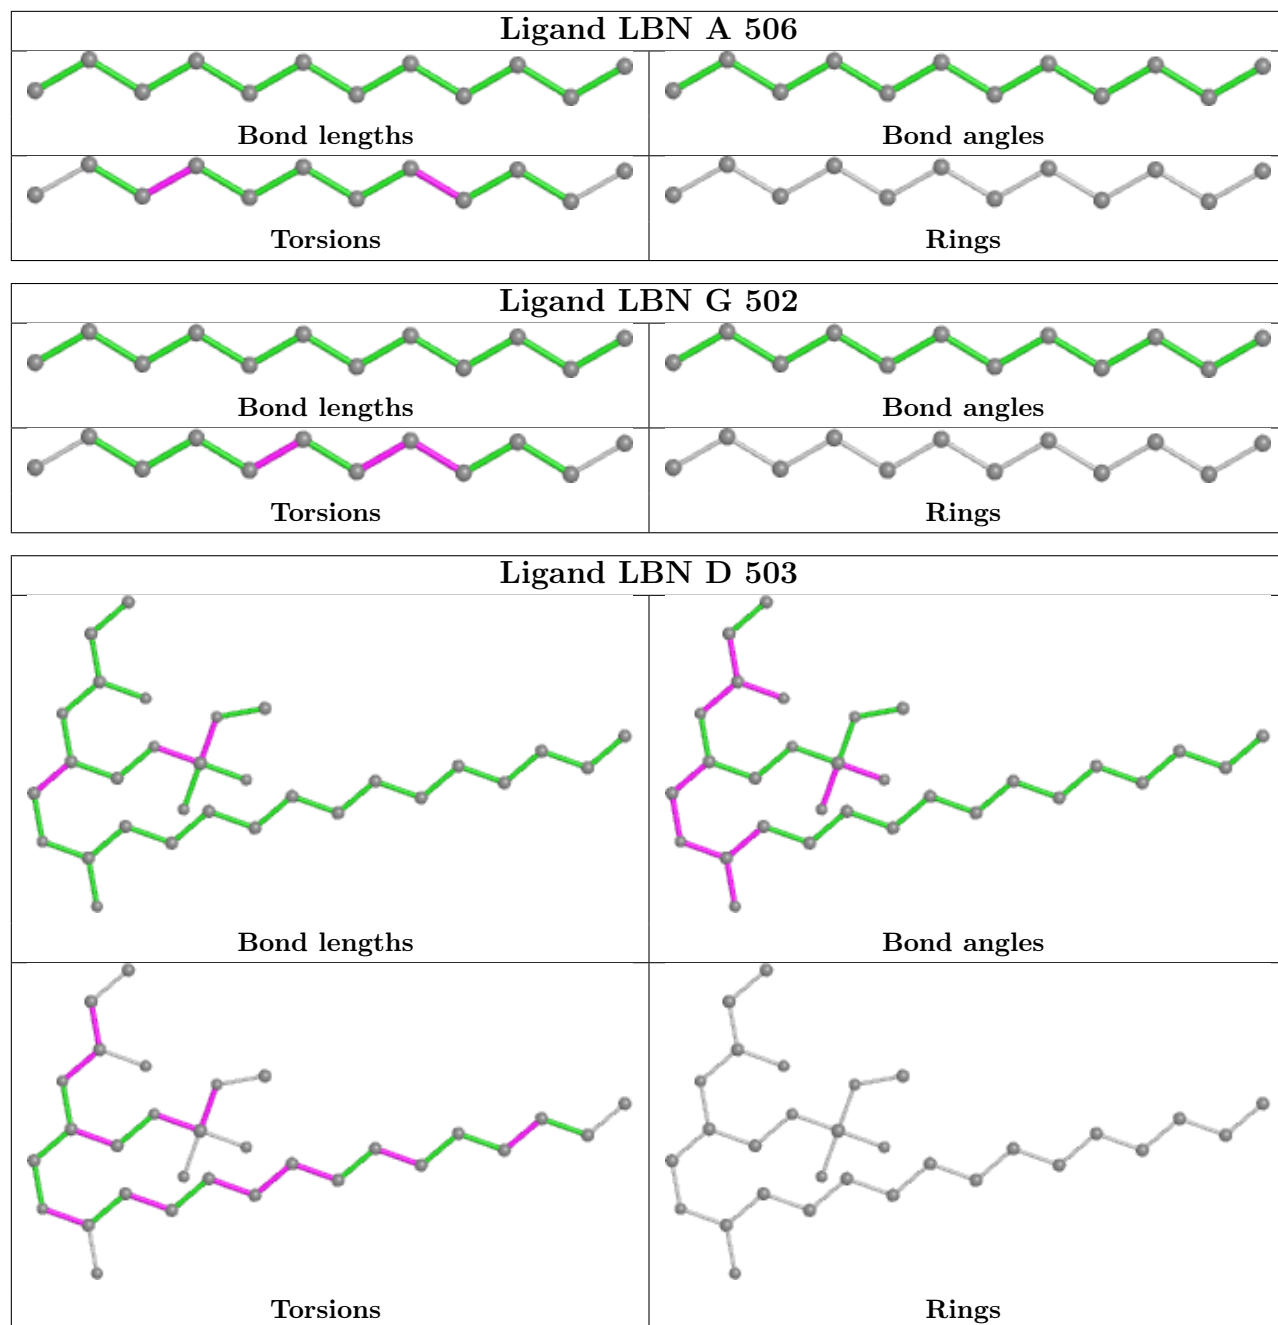 Ligand LBN A 506
Bond lengths
Bond angles
Torsions
Rings
Ligand LBN G 502
Bond lengths
Bond angles
Torsions
Rings
Ligand LBN D 503
Bond lengths
Bond angles
Torsions
Rings